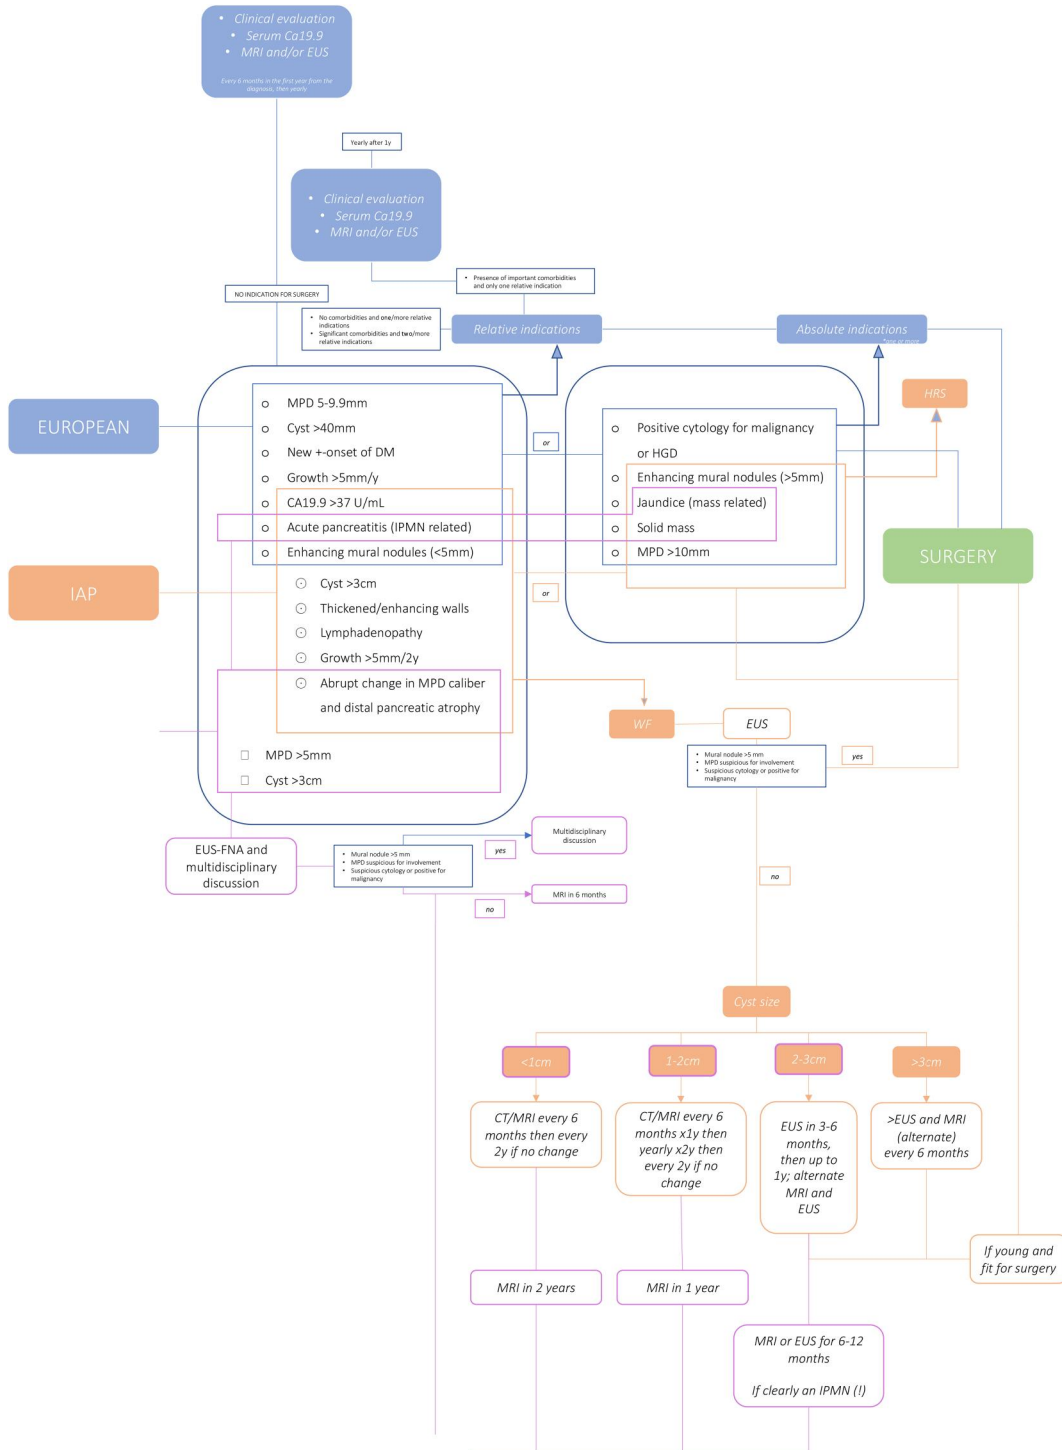 • Clinical evaluation
• Serum Ca19.9
• MRI and/or EUS
Every 6 months in the first year from the
diagnosis, then yearly
Yearly after 1y
• Clinical evaluation
• Serum Ca19.9
• MRI and/or EUS
• Presence of important comorbidities
and only one relative indication
NO INDICATION FOR SURGERY
• No comorbidities and one/more relative
indications
• Significant comorbidities and two/more
relative indications
Relative indications
Absolute indications
*one or more
HRS
EUROPEAN
o MPD 5-9.9mm
o Cyst >40mm
o New +-onset of DM
o Growth >5mm/y
o CA19.9 >37 U/mL
o Acute pancreatitis (IPMN related)
o Enhancing mural nodules (<5mm)
or
o Positive cytology for malignancy
or HGD
o Enhancing mural nodules (>5mm)
o Jaundice (mass related)
o Solid mass
o MPD >10mm
SURGERY
IAP
⊙ Cyst >3cm
⊙ Thickened/enhancing walls
⊙ Lymphadenopathy
⊙ Growth >5mm/2y
⊙ Abrupt change in MPD caliber
and distal pancreatic atrophy
or
□ MPD >5mm
□ Cyst >3cm
WF
EUS
• Mural nodule >5 mm
• MPD suspicious for involvement
• Suspicious cytology or positive for
malignancy
yes
EUS-FNA and
multidisciplinary
discussion
• Mural nodule >5 mm
• MPD suspicious for involvement
• Suspicious cytology or positive for
malignancy
yes
Multidisciplinary
discussion
no
MRI in 6 months
no
Cyst size
<1cm
1-2cm
2-3cm
>3cm
CT/MRI every 6
months then every
2y if no change
CT/MRI every 6
months x1y then
yearly x2y then
every 2y if no
change
EUS in 3-6
months,
then up to
1y; alternate
MRI and
EUS
>EUS and MRI
(alternate)
every 6 months
If young and
fit for surgery
MRI in 2 years
MRI in 1 year
MRI or EUS for 6-12
months
If clearly an IPMN (!)